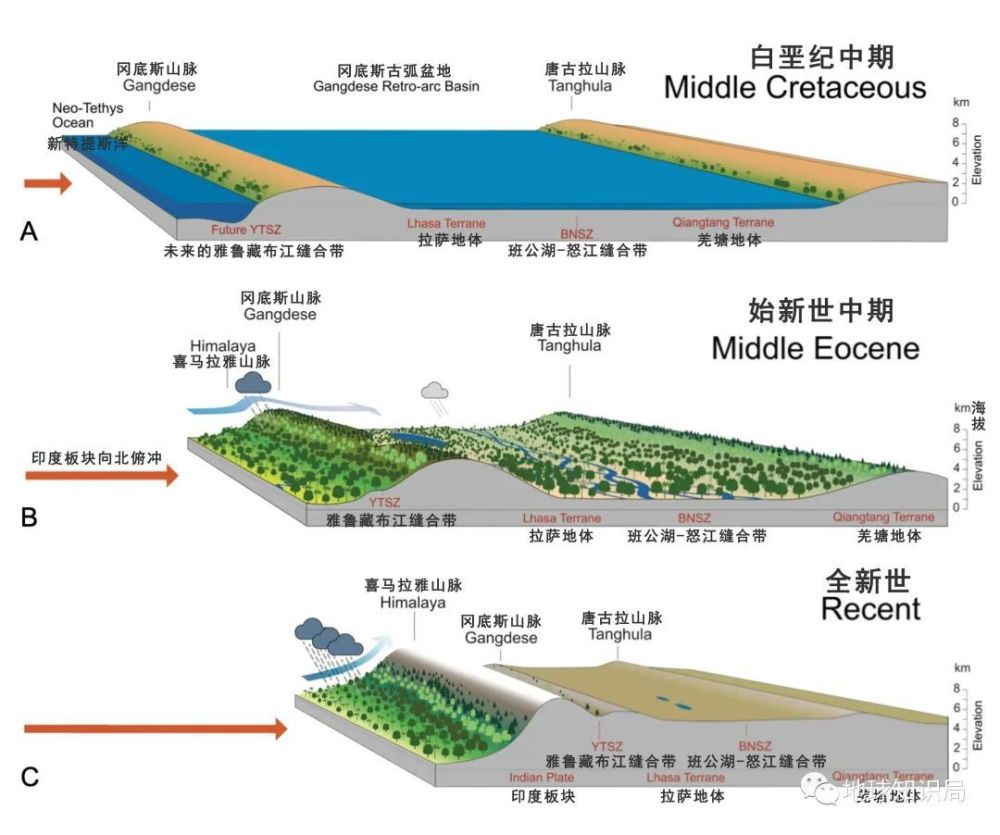 白垩纪中期
Middle Cretaceous
冈底斯山脉
Gangdese
冈底斯古弧盆地
Gangdese Retro-arc Basin
唐古拉山脉
Tanghula
Neo-Tethys
Ocean
新特提斯洋
km
8
6
4
2
0
Elevation
A
Future YTSZ
未来的雅鲁藏布江缝合带
Lhasa Terrane
拉萨地体
BNSZ
班公湖-怒江缝合带
Qiangtang Terrane
羌塘地体
始新世中期
Middle Eocene
冈底斯山脉
Gangdese
Himalaya
喜马拉雅山脉
唐古拉山脉
Tanghula
km
海拔
8
6
4
2
0
Elevation
印度板块向北俯冲
B
YTSZ
雅鲁藏布江缝合带
Lhasa Terrane
拉萨地体
BNSZ
班公湖-怒江缝合带
Qiangtang Terrane
羌塘地体
全新世
Recent
喜马拉雅山脉
Himalaya
冈底斯山脉
Gangdese
唐古拉山脉
Tanghula
km
8
6
4
2
0
Elevation
C
YTSZ
雅鲁藏布江缝合带
BNSZ
班公湖-怒江缝合带
Indian Plate
印度板块
Lhasa Terrane
拉萨地体
Qiangtang Terrane
羌塘地体
地球知识局